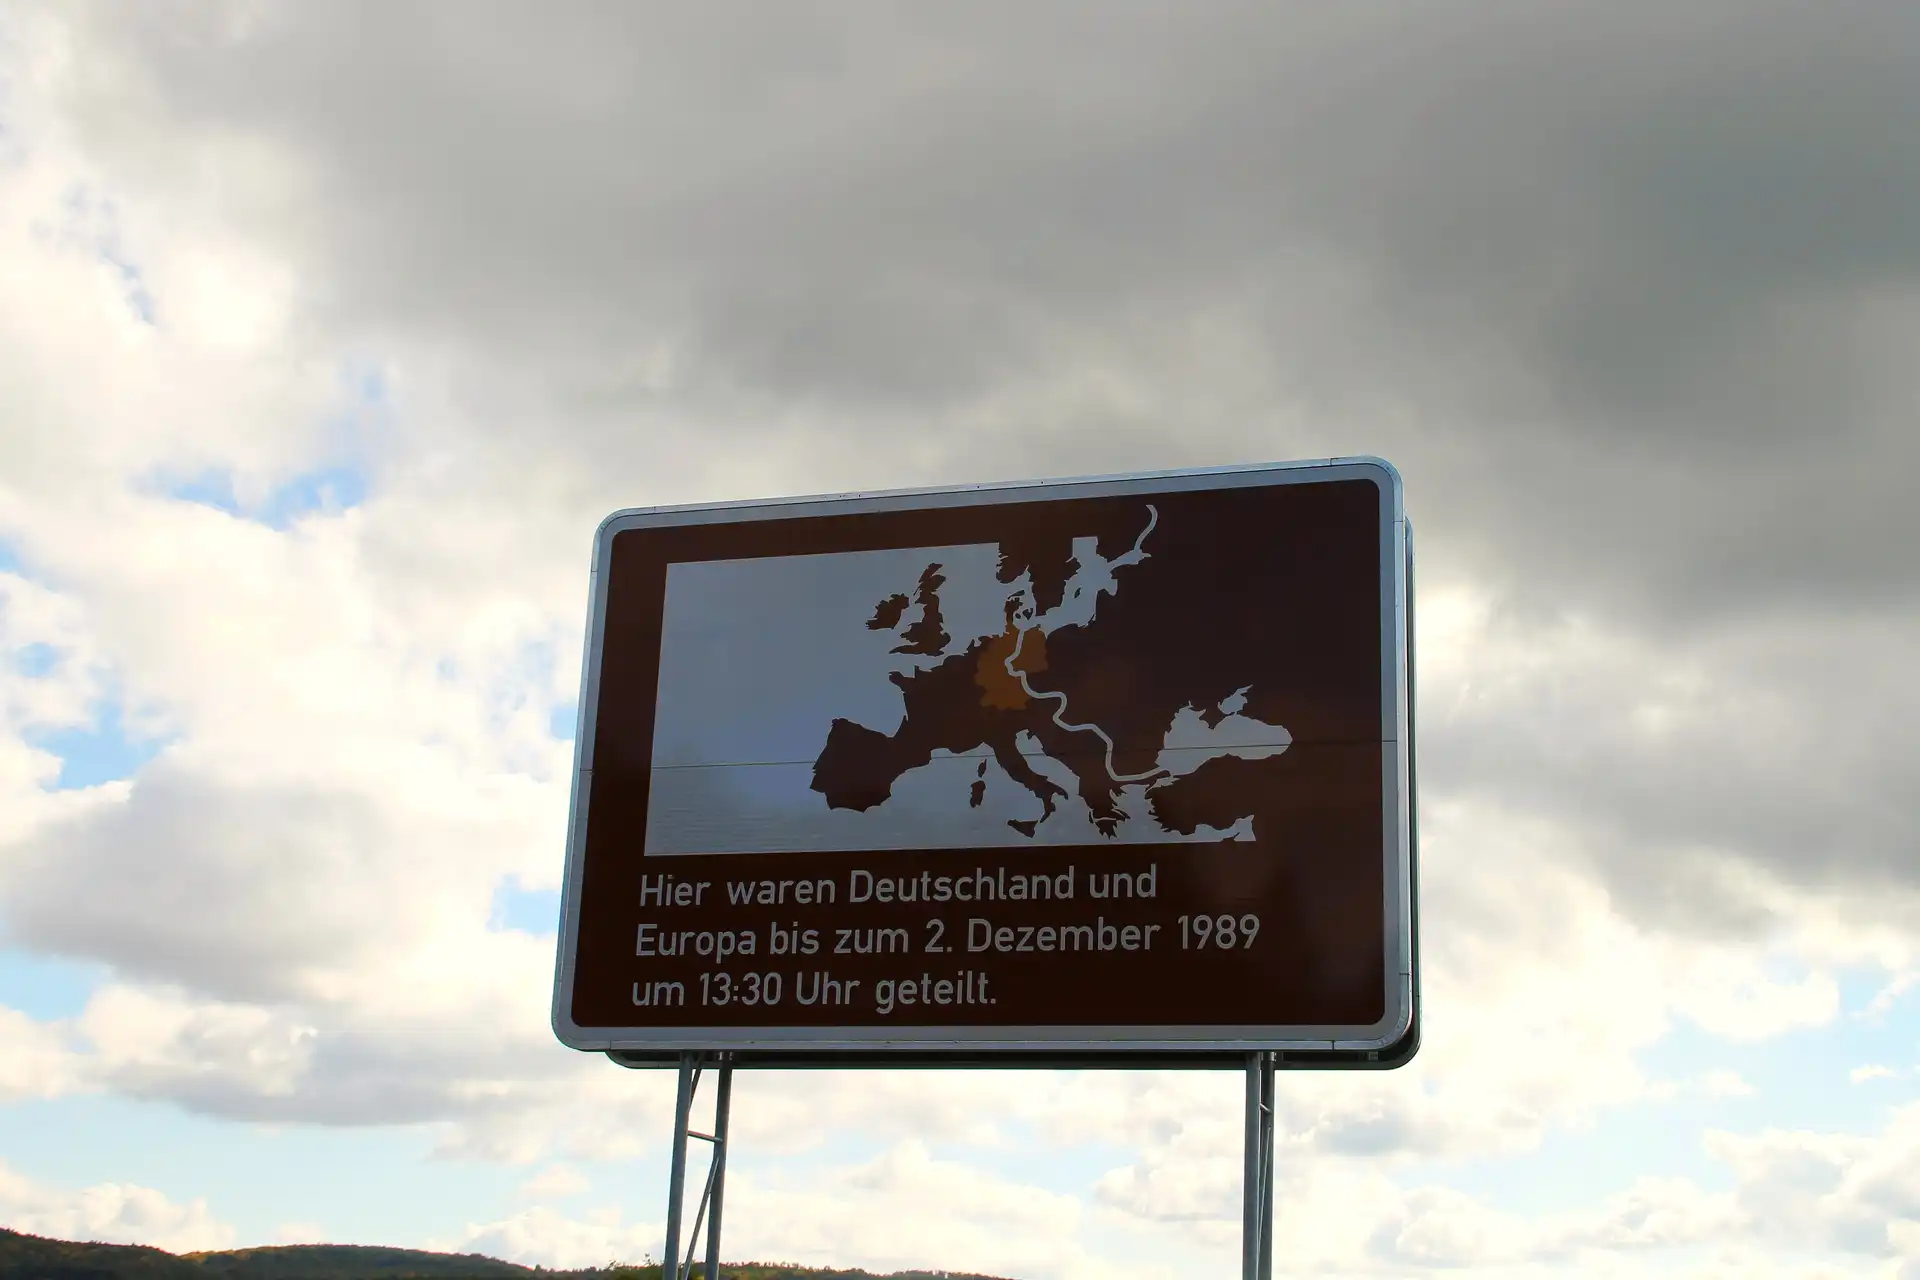 Hier waren Deutschland und
Europa bis zum 2. Dezember 1989
um 13:30 Uhr geteilt.